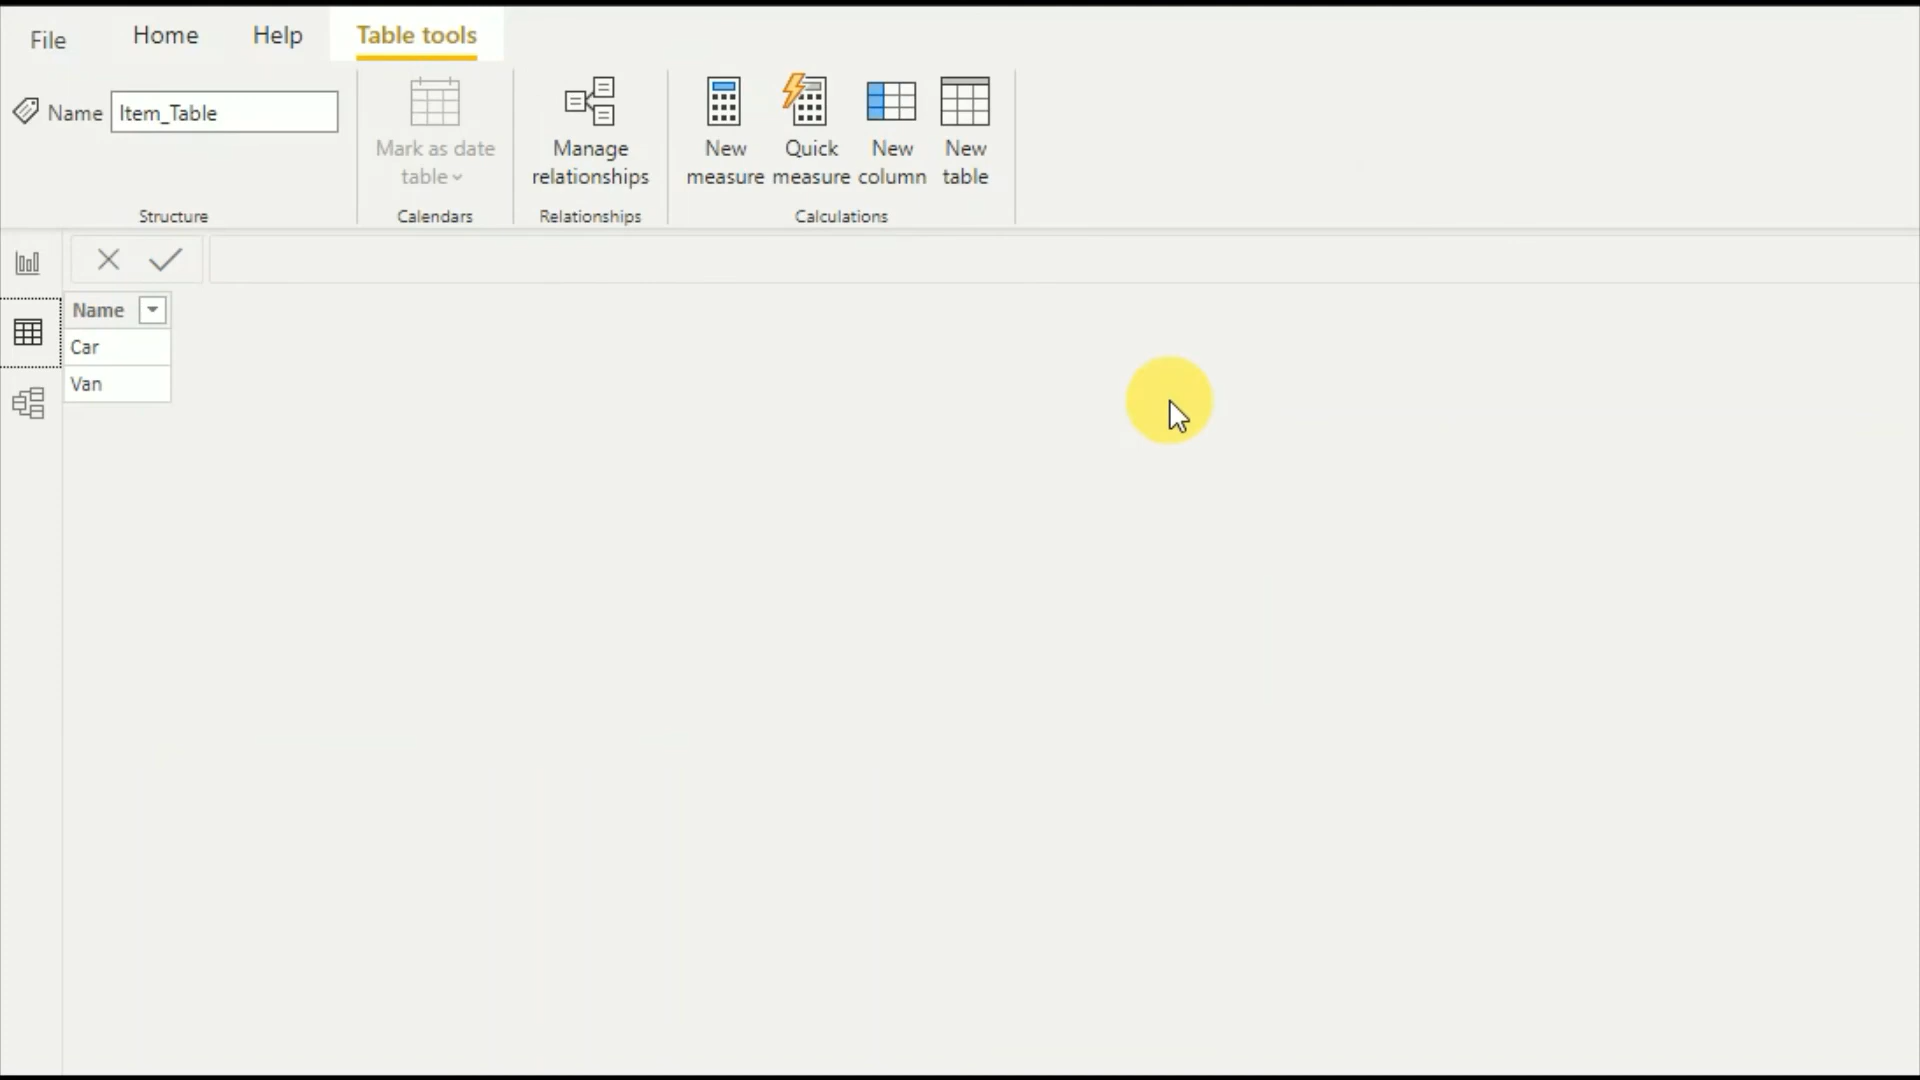 File
Home
Help
Table tools
Name
Item_Table
Structure
Mark as date
table
Calendars
Manage
relationships
Relationships
New
measure
Quick
measure
New
column
New
table
Calculations
Name
Car
Van